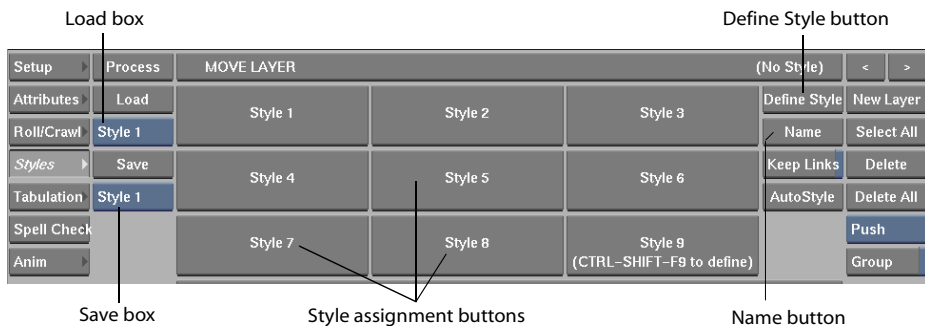 Load box
Define Style button
Setup
Process
MOVE LAYER
(No Style)
<
>
Attributes
Load
Style 1
Style 2
Style 3
Define Style
New Layer
Roll/Crawl
Style 1
Name
Select All
Styles
Save
Style 4
Style 5
Style 6
Keep Links
Delete
Tabulation
Style 1
AutoStyle
Delete All
Spell Check
Style 7
Style 8
Style 9
(CTRL-SHIFT-F9 to define)
Push
Anim
Group
Save box
Style assignment buttons
Name button